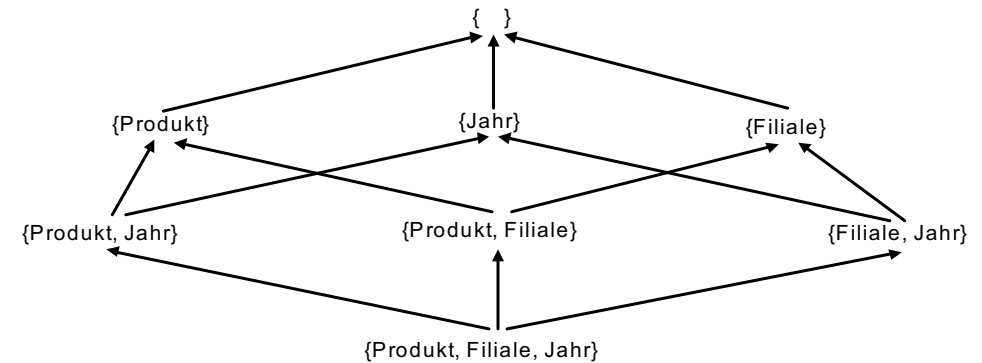 { }
{Produkt} {Jahr} {Filiale}
{Produkt, Jahr} {Produkt, Filiale} {Filiale, Jahr}
{Produkt, Filiale, Jahr}